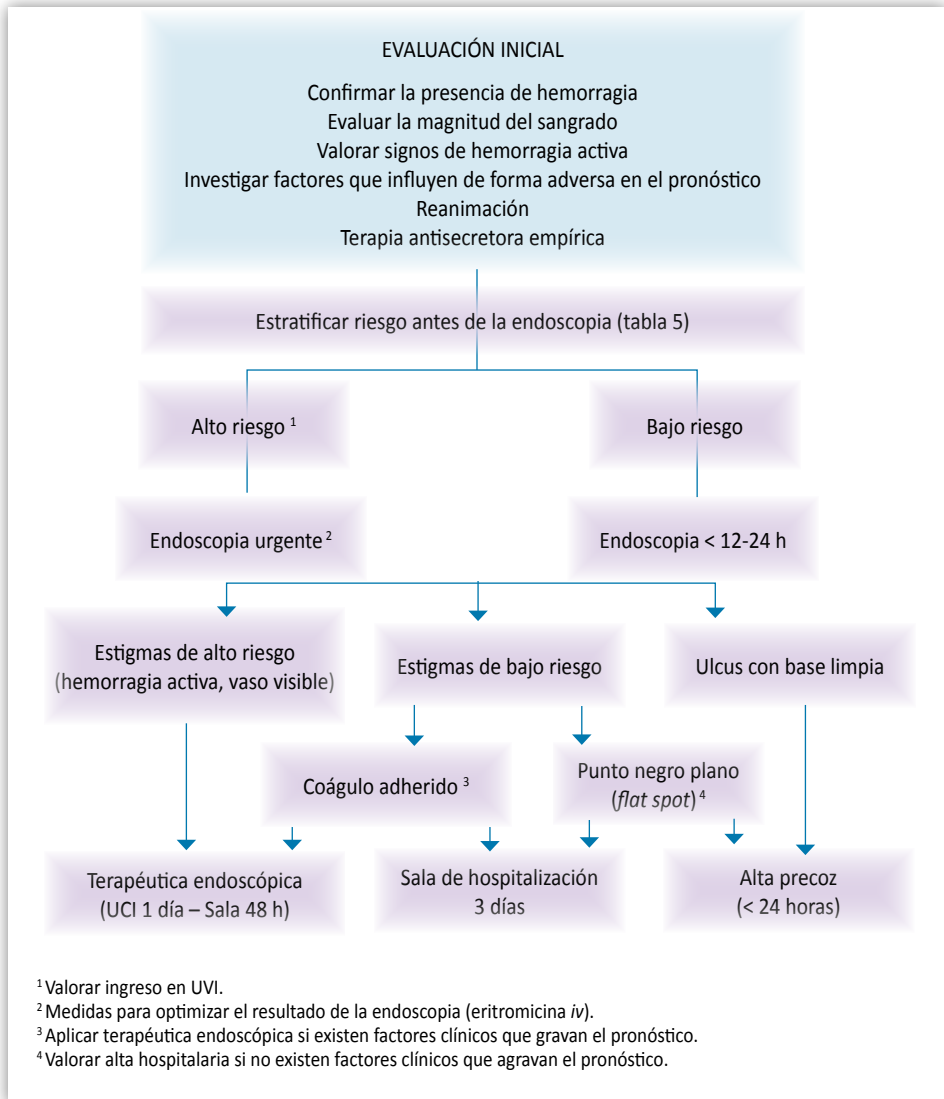 EVALUACIÓN INICIAL
Confirmar la presencia de hemorragia
Evaluar la magnitud del sangrado
Valorar signos de hemorragia activa
Investigar factores que influyen de forma adversa en el pronóstico
Reanimación
Terapia antisecretora empírica
Estratificar riesgo antes de la endoscopia (tabla 5)
Alto riesgo ¹
Bajo riesgo
Endoscopia urgente ²
Endoscopia < 12-24 h
Estigmas de alto riesgo
(hemorragia activa, vaso visible)
Estigmas de bajo riesgo
Ulcus con base limpia
Coágulo adherido ³
Punto negro plano
(flat spot) ⁴
Terapéutica endoscópica
(UCI 1 día – Sala 48 h)
Sala de hospitalización
3 días
Alta precoz
(< 24 horas)
¹ Valorar ingreso en UVI.
² Medidas para optimizar el resultado de la endoscopia (eritromicina iv).
³ Aplicar terapéutica endoscópica si existen factores clínicos que gravan el pronóstico.
⁴ Valorar alta hospitalaria si no existen factores clínicos que agravan el pronóstico.